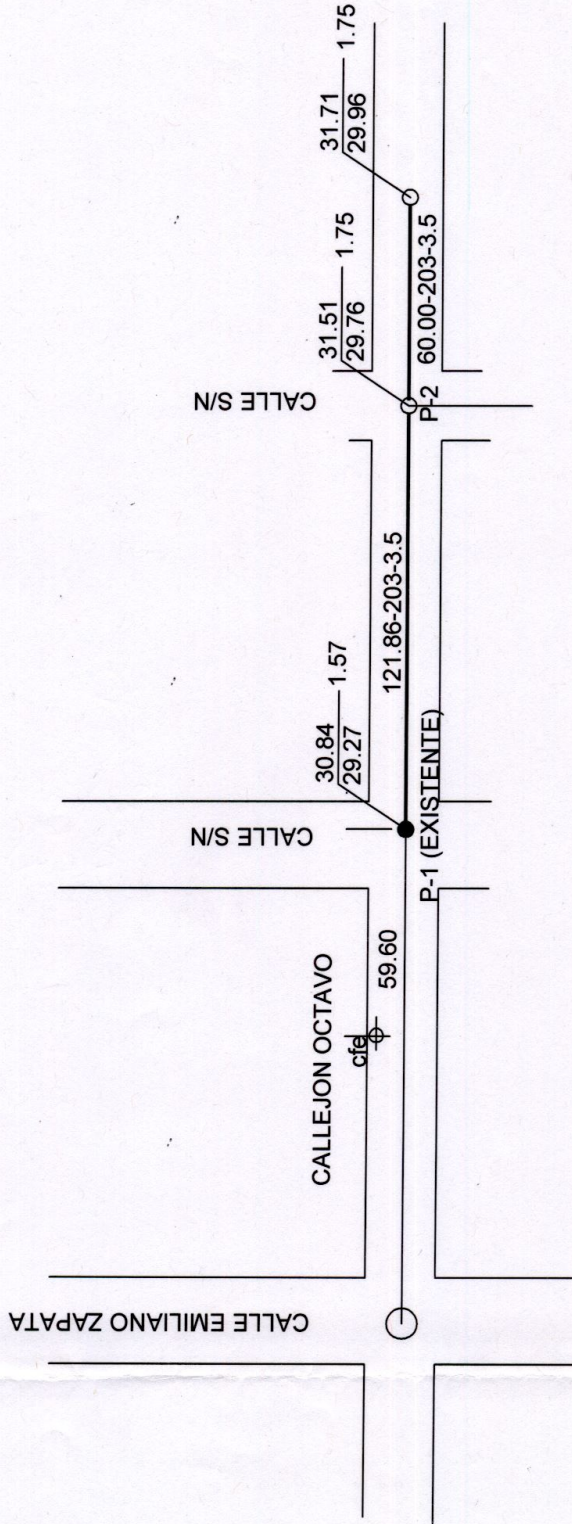 CALLE EMILIANO ZAPATA
CALLEJON OCTAVO
cfe
59.60
CALLE S/N
30.84
29.27
1.57
P-1 (EXISTENTE)
121.86-203-3.5
CALLE S/N
31.51
29.76
1.75
P-2
60.00-203-3.5
31.71
29.96
1.75